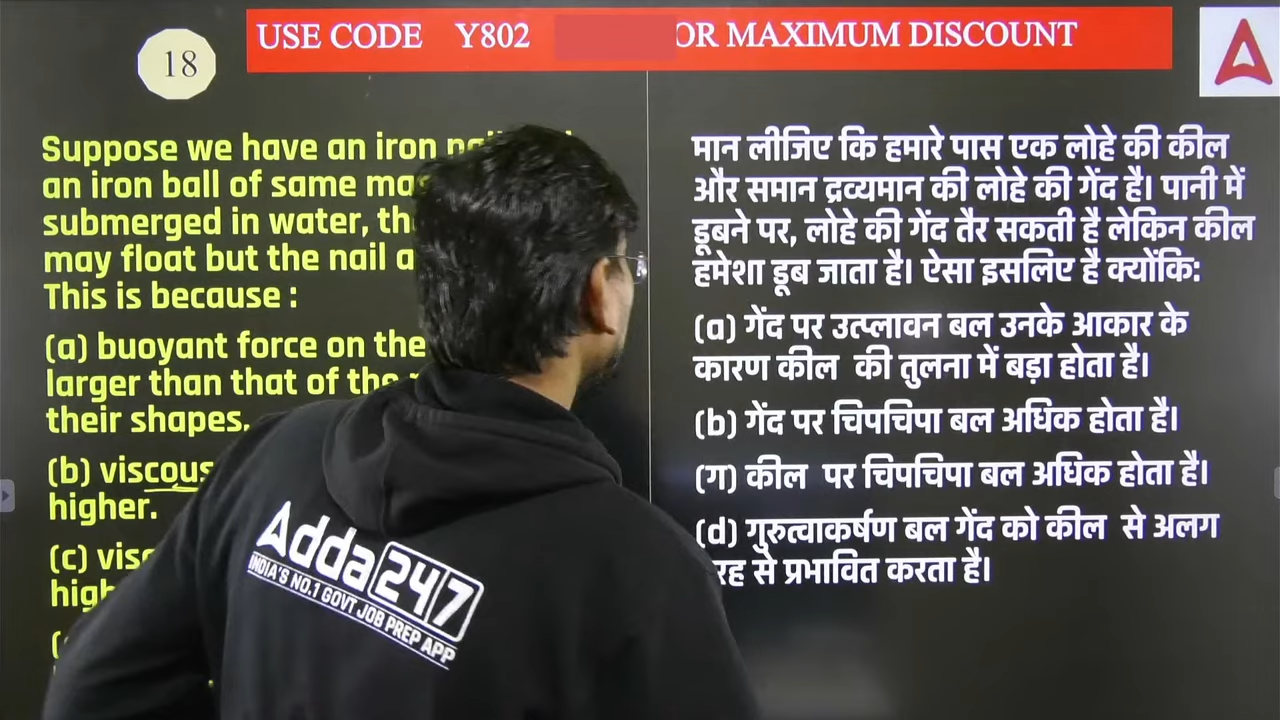 USE CODE Y802 OR MAXIMUM DISCOUNT
18
Suppose we have an iron
an iron ball of same
submerged in water,
may float but the nail
This is because :
(a) buoyant force on the
larger than that of the
their shapes.
(b) viscous
higher.
(c)
मान लीजिए कि हमारे पास एक लोहे की कील
और समान द्रव्यमान की लोहे की गेंद है। पानी में
डूबने पर, लोहे की गेंद तैर सकती है लेकिन कील
हमेशा डूब जाता है। ऐसा इसलिए है क्योंकि:
(a) गेंद पर उत्प्लावन बल उनके आकार के
कारण कील की तुलना में बड़ा होता है।
(b) गेंद पर चिपचिपा बल अधिक होता है।
(ग) कील पर चिपचिपा बल अधिक होता है।
(d) गुरुत्वाकर्षण बल गेंद को कील से अलग
रह से प्रभावित करता है।
Adda247
INDIA'S NO.1 GOVT JOB PREP APP